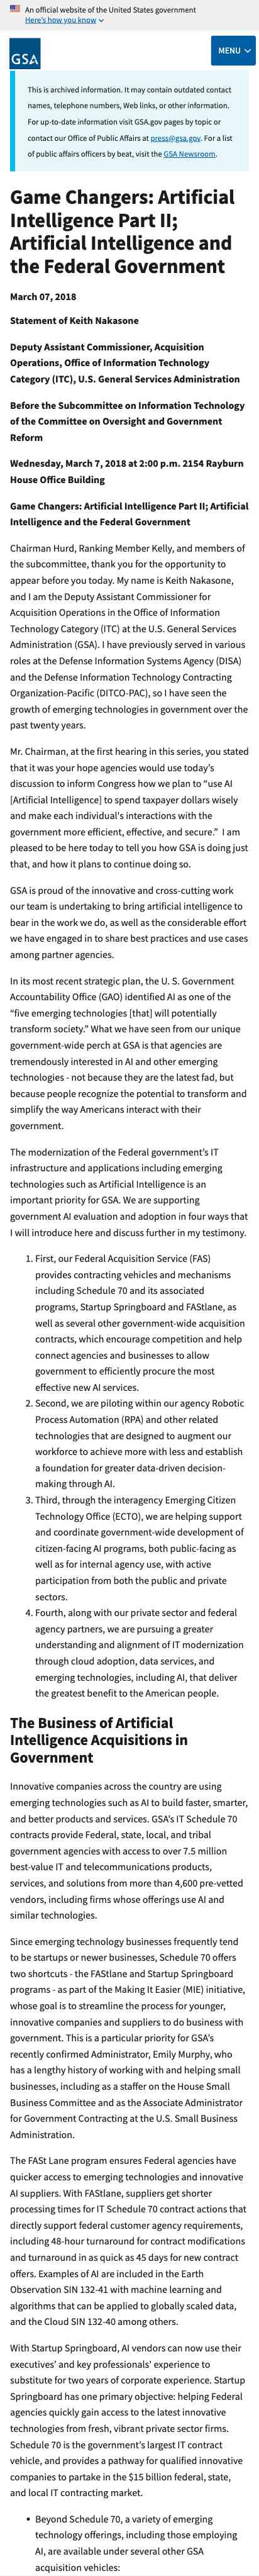 An official website of the United States government
Here's how you know
GSA
MENU
This is archived information. It may contain outdated contact
names, telephone numbers, Web links, or other information.
For up-to-date information visit GSA.gov pages by topic or
contact our Office of Public Affairs at press@gsa.gov. For a list
of public affairs officers by beat, visit the GSA Newsroom.
Game Changers: Artificial
Intelligence Part II;
Artificial Intelligence and
the Federal Government
March 07, 2018
Statement of Keith Nakasone
Deputy Assistant Commissioner, Acquisition
Operations, Office of Information Technology
Category (ITC), U.S. General Services Administration
Before the Subcommittee on Information Technology
of the Committee on Oversight and Government
Reform
Wednesday, March 7, 2018 at 2:00 p.m. 2154 Rayburn
House Office Building
Game Changers: Artificial Intelligence Part II; Artificial
Intelligence and the Federal Government
Chairman Hurd, Ranking Member Kelly, and members of
the subcommittee, thank you for the opportunity to
appear before you today. My name is Keith Nakasone,
and I am the Deputy Assistant Commissioner for
Acquisition Operations in the Office of Information
Technology Category (ITC) at the U.S. General Services
Administration (GSA). I have previously served in various
roles at the Defense Information Systems Agency (DISA)
and the Defense Information Technology Contracting
Organization-Pacific (DITCO-PAC), so I have seen the
growth of emerging technologies in government over the
past twenty years.
Mr. Chairman, at the first hearing in this series, you stated
that it was your hope agencies would use today's
discussion to inform Congress how we plan to “use AI
[Artificial Intelligence] to spend taxpayer dollars wisely
and make each individual's interactions with the
government more efficient, effective, and secure.” I am
pleased to be here today to tell you how GSA is doing just
that, and how it plans to continue doing so.
GSA is proud of the innovative and cross-cutting work
our team is undertaking to bring artificial intelligence to
bear in the work we do, as well as the considerable effort
we have engaged in to share best practices and use cases
among partner agencies.
In its most recent strategic plan, the U. S. Government
Accountability Office (GAO) identified AI as one of the
“five emerging technologies [that] will potentially
transform society.” What we have seen from our unique
government-wide perch at GSA is that agencies are
tremendously interested in AI and other emerging
technologies - not because they are the latest fad, but
because people recognize the potential to transform and
simplify the way Americans interact with their
government.
The modernization of the Federal government’s IT
infrastructure and applications including emerging
technologies such as Artificial Intelligence is an
important priority for GSA. We are supporting
government AI evaluation and adoption in four ways that
I will introduce here and discuss further in my testimony.
1. First, our Federal Acquisition Service (FAS)
provides contracting vehicles and mechanisms
including Schedule 70 and its associated
programs, Startup Springboard and FAStlane, as
well as several other government-wide acquisition
contracts, which encourage competition and help
connect agencies and businesses to allow
government to efficiently procure the most
effective new AI services.
2. Second, we are piloting within our agency Robotic
Process Automation (RPA) and other related
technologies that are designed to augment our
workforce to achieve more with less and establish
a foundation for greater data-driven decision-
making through AI.
3. Third, through the interagency Emerging Citizen
Technology Office (ECTO), we are helping support
and coordinate government-wide development of
citizen-facing AI programs, both public-facing as
well as for internal agency use, with active
participation from both the public and private
sectors.
4. Fourth, along with our private sector and federal
agency partners, we are pursuing a greater
understanding and alignment of IT modernization
through cloud adoption, data services, and
emerging technologies, including AI, that deliver
the greatest benefit to the American people.
The Business of Artificial
Intelligence Acquisitions in
Government
Innovative companies across the country are using
emerging technologies such as AI to build faster, smarter,
and better products and services. GSA’s IT Schedule 70
contracts provide Federal, state, local, and tribal
government agencies with access to over 7.5 million
best-value IT and telecommunications products,
services, and solutions from more than 4,600 pre-vetted
vendors, including firms whose offerings use AI and
similar technologies.
Since emerging technology businesses frequently tend
to be startups or newer businesses, Schedule 70 offers
two shortcuts - the FAStlane and Startup Springboard
programs - as part of the Making It Easier (MIE) initiative,
whose goal is to streamline the process for younger,
innovative companies and suppliers to do business with
government. This is a particular priority for GSA’s
recently confirmed Administrator, Emily Murphy, who
has a lengthy history of working with and helping small
businesses, including as a staffer on the House Small
Business Committee and as the Associate Administrator
for Government Contracting at the U.S. Small Business
Administration.
The FASt Lane program ensures Federal agencies have
quicker access to emerging technologies and innovative
AI suppliers. With FAStlane, suppliers get shorter
processing times for IT Schedule 70 contract actions that
directly support federal customer agency requirements,
including 48-hour turnaround for contract modifications
and turnaround in as quick as 45 days for new contract
offers. Examples of AI are included in the Earth
Observation SIN 132-41 with machine learning and
algorithms that can be applied to globally scaled data,
and the Cloud SIN 132-40 among others.
With Startup Springboard, AI vendors can now use their
executives’ and key professionals’ experience to
substitute for two years of corporate experience. Startup
Springboard has one primary objective: helping Federal
agencies quickly gain access to the latest innovative
technologies from fresh, vibrant private sector firms.
Schedule 70 is the government’s largest IT contract
vehicle, and provides a pathway for qualified innovative
companies to partake in the $15 billion federal, state,
and local IT contracting market.
• Beyond Schedule 70, a variety of emerging
technology offerings, including those employing
AI, are available under several other GSA
acquisition vehicles: